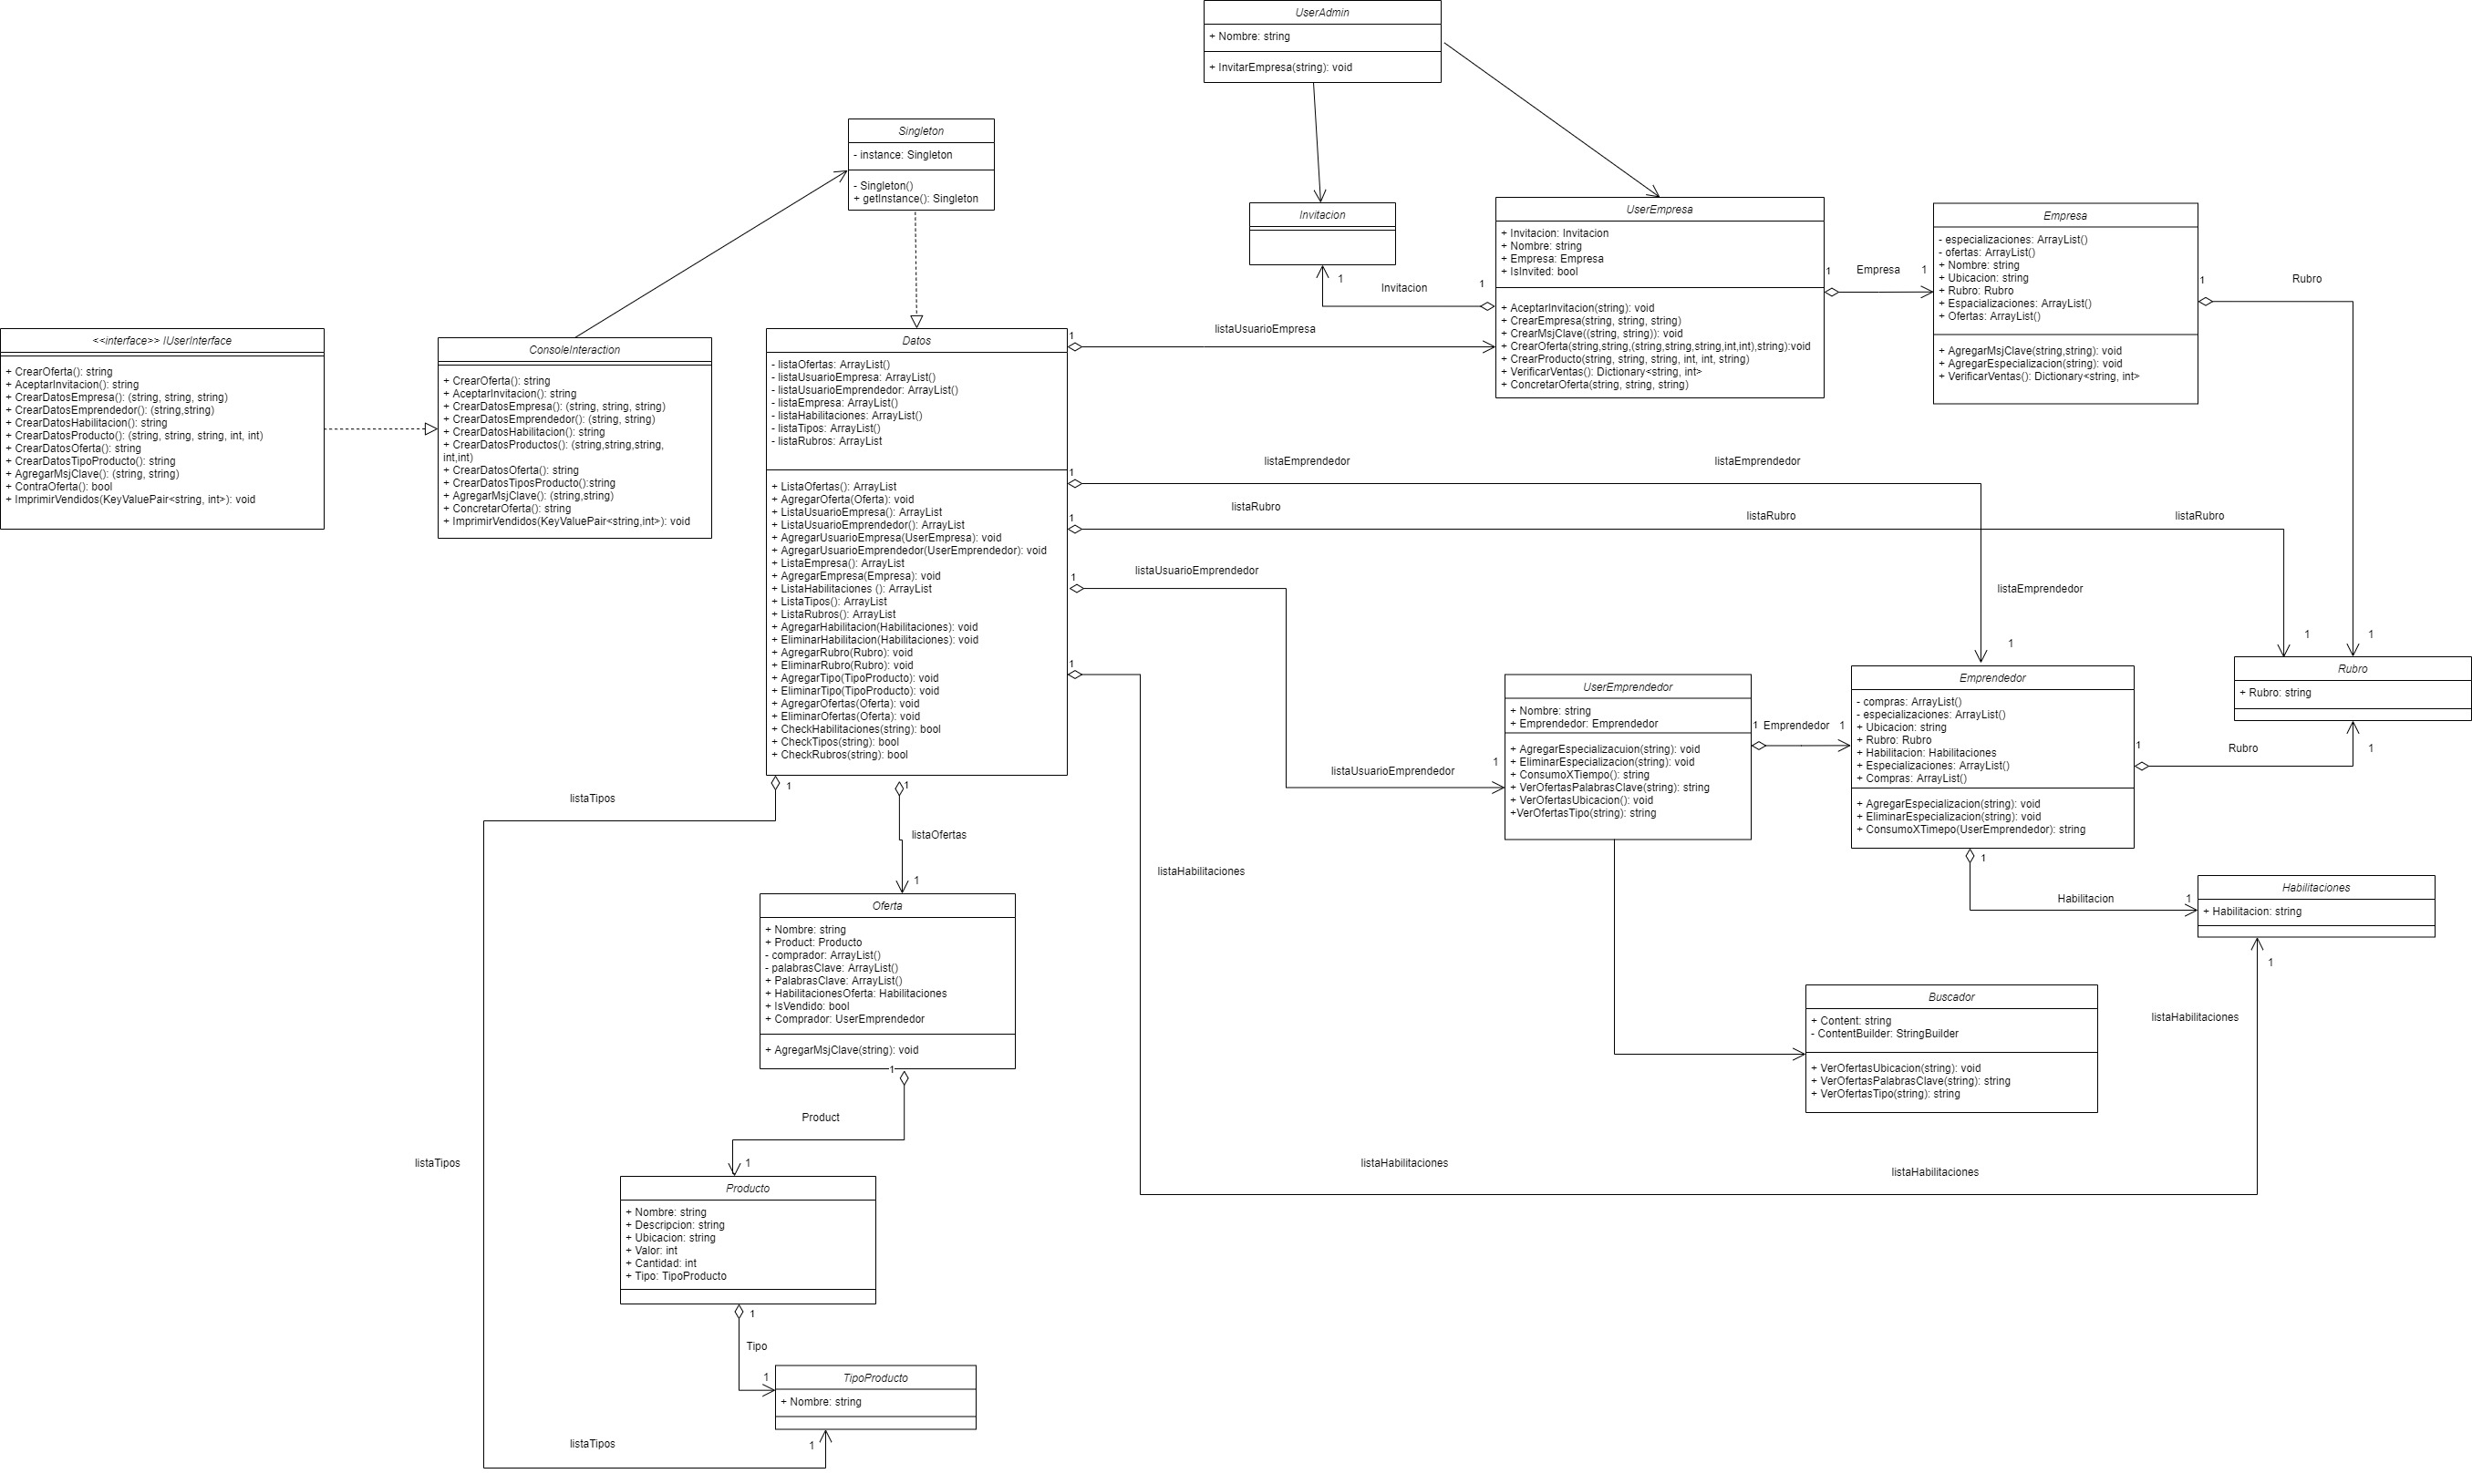 UserAdmin
+ Nombre: string
+ InvitarEmpresa(string): void
Singleton
- instance: Singleton
- Singleton()
+ getInstance(): Singleton
Invitacion
UserEmpresa
+ Invitacion: Invitacion
+ Nombre: string
+ Empresa: Empresa
+ IsInvited: bool
+ AceptarInvitacion(string): void
+ CrearEmpresa(string, string, string)
+ CrearMsjClave((string, string)): void
+ CrearOferta(string,string,(string,string,string,int,int),string):void
+ CrearProducto(string, string, string, int, int, string)
+ VerificarVentas(): Dictionary<string, int>
+ ConcretarOferta(string, string, string)
Empresa
- especializaciones: ArrayList()
- ofertas: ArrayList()
+ Nombre: string
+ Ubicacion: string
+ Rubro: Rubro
+ Espacializaciones: ArrayList()
+ Ofertas: ArrayList()
+ AgregarMsjClave(string,string): void
+ AgregarEspecializacion(string): void
+ VerificarVentas(): Dictionary<string, int>
1
Invitacion
1
1
Empresa
1
1
Rubro
<<interface>> IUserInterface
+ CrearOferta(): string
+ AceptarInvitacion(): string
+ CrearDatosEmpresa(): (string, string, string)
+ CrearDatosEmprendedor(): (string,string)
+ CrearDatosHabilitacion(): string
+ CrearDatosProducto(): (string, string, string, int, int)
+ CrearDatosOferta(): string
+ CrearDatosTipoProducto(): string
+ AgregarMsjClave(): (string, string)
+ ContraOferta(): bool
+ ImprimirVendidos(KeyValuePair<string, int>): void
ConsoleInteraction
+ CrearOferta(): string
+ AceptarInvitacion(): string
+ CrearDatosEmpresa(): (string, string, string)
+ CrearDatosEmprendedor(): (string, string)
+ CrearDatosHabilitacion(): string
+ CrearDatosProductos(): (string,string,string,
int,int)
+ CrearDatosOferta(): string
+ CrearDatosTiposProducto():string
+ AgregarMsjClave(): (string,string)
+ ConcretarOferta(): string
+ ImprimirVendidos(KeyValuePair<string,int>): void
Datos
- listaOfertas: ArrayList()
- listaUsuarioEmpresa: ArrayList()
- listaUsuarioEmprendedor: ArrayList()
- listaEmpresa: ArrayList()
- listaHabilitaciones: ArrayList()
- listaTipos: ArrayList()
- listaRubros: ArrayList
+ ListaOfertas(): ArrayList
+ AgregarOferta(Oferta): void
+ ListaUsuarioEmpresa(): ArrayList
+ ListaUsuarioEmprendedor(): ArrayList
+ AgregarUsuarioEmpresa(UserEmpresa): void
+ AgregarUsuarioEmprendedor(UserEmprendedor): void
+ ListaEmpresa(): ArrayList
+ AgregarEmpresa(Empresa): void
+ ListaHabilitaciones (): ArrayList
+ ListaTipos(): ArrayList
+ ListaRubros(): ArrayList
+ AgregarHabilitacion(Habilitaciones): void
+ EliminarHabilitacion(Habilitaciones): void
+ AgregarRubro(Rubro): void
+ EliminarRubro(Rubro): void
+ AgregarTipo(TipoProducto): void
+ EliminarTipo(TipoProducto): void
+ AgregarOfertas(Oferta): void
+ EliminarOfertas(Oferta): void
+ CheckHabilitaciones(string): bool
+ CheckTipos(string): bool
+ CheckRubros(string): bool
1
listaUsuarioEmpresa
1
listaEmprendedor
listaEmprendedor
listaEmprendedor
1
1
listaRubro
listaRubro
listaRubro
1
1
1
listaUsuarioEmprendedor
listaUsuarioEmprendedor
1
1
listaHabilitaciones
listaHabilitaciones
listaHabilitaciones
listaHabilitaciones
1
UserEmprendedor
+ Nombre: string
+ Emprendedor: Emprendedor
+ AgregarEspecializacuion(string): void
+ EliminarEspecializacion(string): void
+ ConsumoXTiempo(): string
+ VerOfertasPalabrasClave(string): string
+ VerOfertasUbicacion(): void
+VerOfertasTipo(string): string
1
Emprendedor
1
Emprendedor
- compras: ArrayList()
- especializaciones: ArrayList()
+ Ubicacion: string
+ Rubro: Rubro
+ Habilitacion: Habilitaciones
+ Especializaciones: ArrayList()
+ Compras: ArrayList()
+ AgregarEspecializacion(string): void
+ EliminarEspecializacion(string): void
+ ConsumoXTimepo(UserEmprendedor): string
Rubro
+ Rubro: string
1
Rubro
1
1
Habilitacion
1
Habilitaciones
+ Habilitacion: string
Buscador
+ Content: string
- ContentBuilder: StringBuilder
+ VerOfertasUbicacion(string): void
+ VerOfertasPalabrasClave(string): string
+ VerOfertasTipo(string): string
1
listaTipos
listaTipos
listaTipos
1
1
listaOfertas
1
Oferta
+ Nombre: string
+ Product: Producto
- comprador: ArrayList()
- palabrasClave: ArrayList()
+ PalabrasClave: ArrayList()
+ HabilitacionesOferta: Habilitaciones
+ IsVendido: bool
+ Comprador: UserEmprendedor
+ AgregarMsjClave(string): void
1
Product
1
Producto
+ Nombre: string
+ Descripcion: string
+ Ubicacion: string
+ Valor: int
+ Cantidad: int
+ Tipo: TipoProducto
1
Tipo
1
TipoProducto
+ Nombre: string